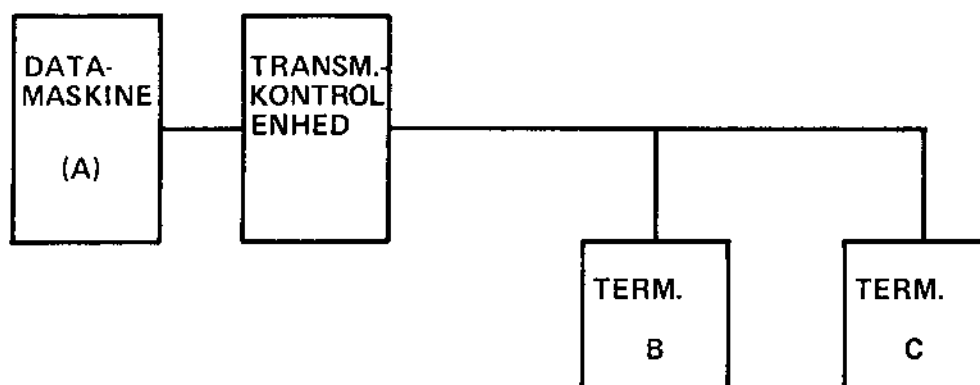 DATA-
MASKINE
(A)
TRANSM.-
KONTROL
ENHED
TERM.
B
TERM.
C